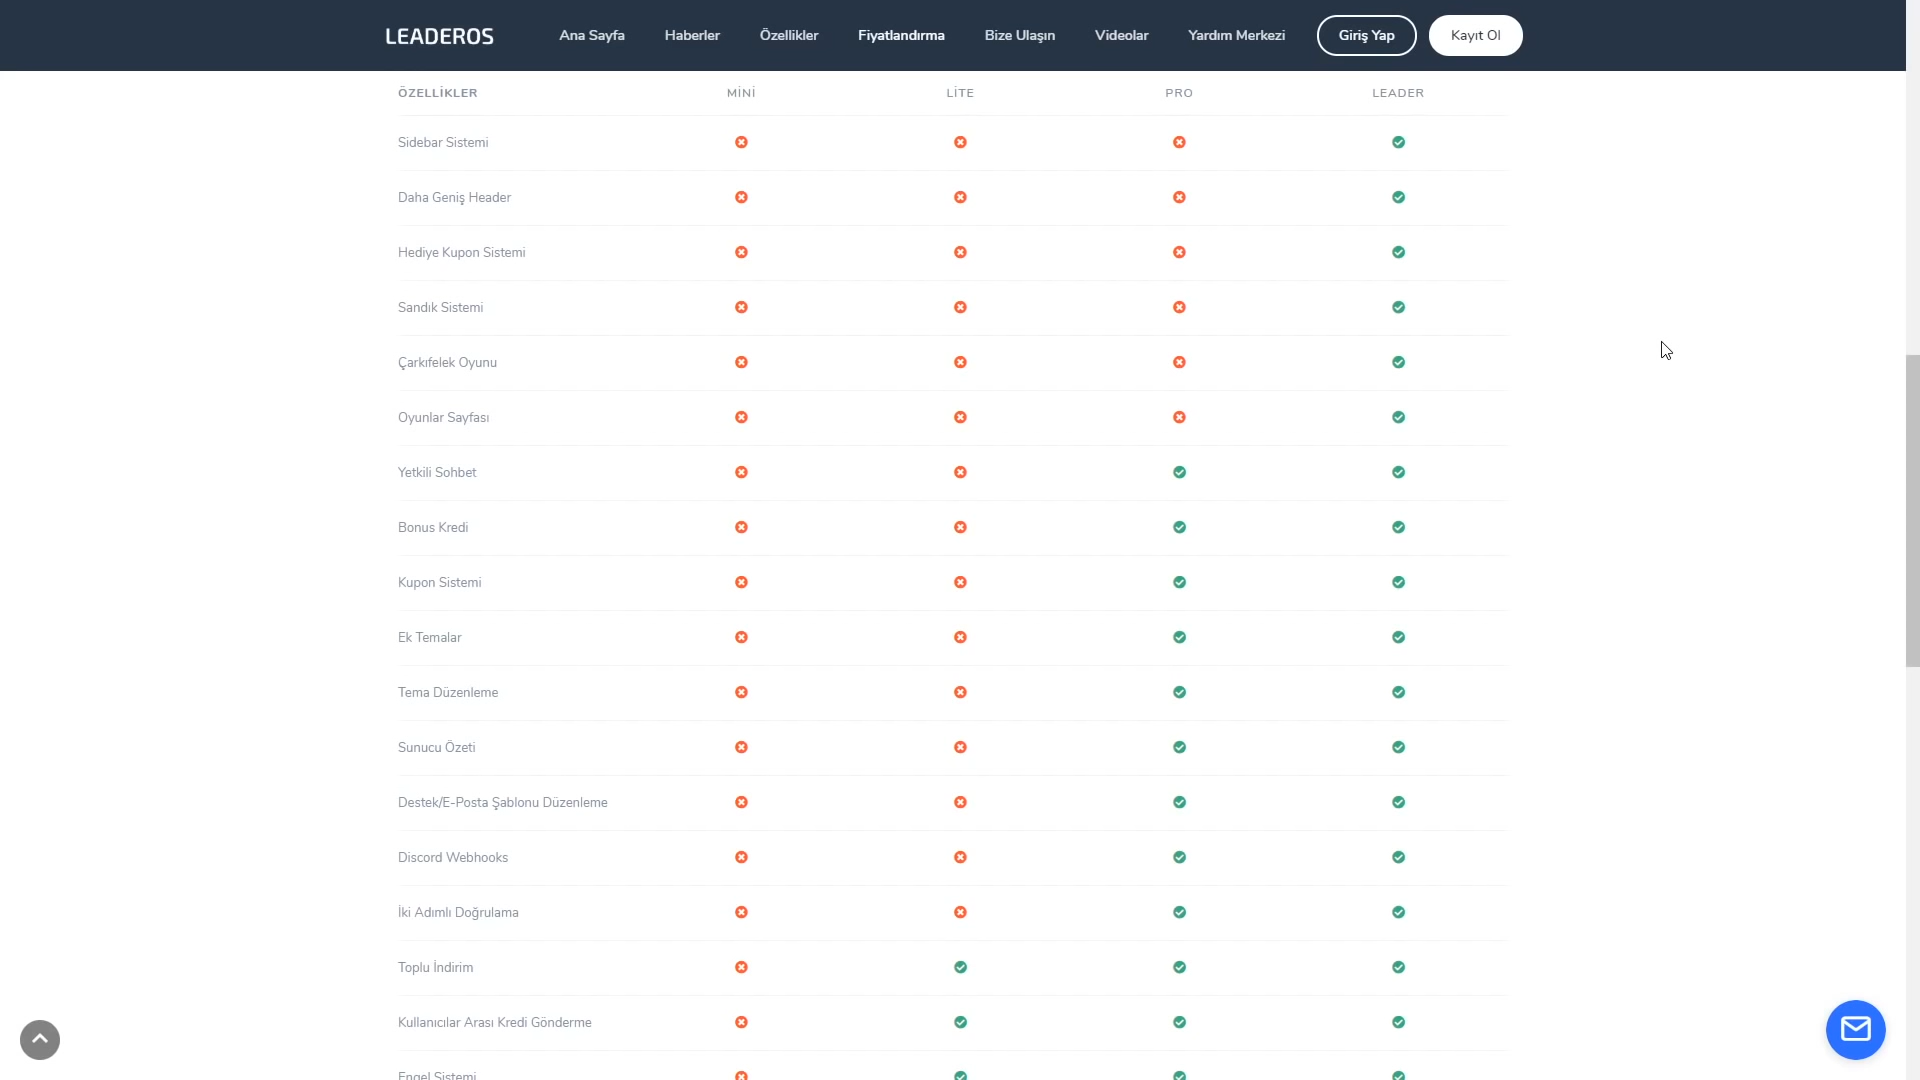 LEADEROS Ana Sayfa Haberler Özellikler Fiyatlandırma Bize Ulaşın Videolar Yardım Merkezi Giriş Yap Kayıt Ol
ÖZELLİKLER MİNİ LİTE PRO LEADER
Sidebar Sistemi
Daha Geniş Header
Hediye Kupon Sistemi
Sandık Sistemi
Çarkıfelek Oyunu
Oyunlar Sayfası
Yetkili Sohbet
Bonus Kredi
Kupon Sistemi
Ek Temalar
Tema Düzenleme
Sunucu Özeti
Destek/E-Posta Şablonu Düzenleme
Discord Webhooks
İki Adımlı Doğrulama
Toplu İndirim
Kullanıcılar Arası Kredi Gönderme
Engel Sistemi